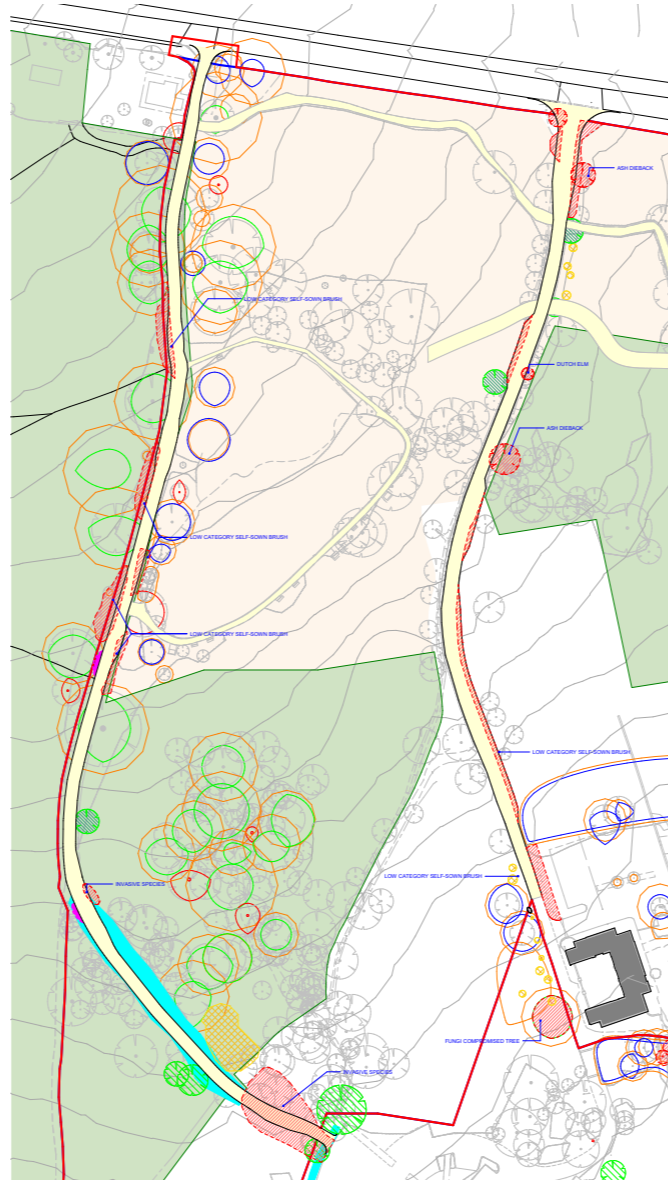 ASH DIEBACK
LOW CATEGORY SELF-SOWN BRUSH
DUTCH ELM
ASH DIEBACK
LOW CATEGORY SELF-SOWN BRUSH
LOW CATEGORY SELF-SOWN BRUSH
LOW CATEGORY SELF-SOWN BRUSH
LOW CATEGORY SELF-SOWN BRUSH
INVASIVE SPECIES
FUNGI COMPROMISED TREE
INVASIVE SPECIES